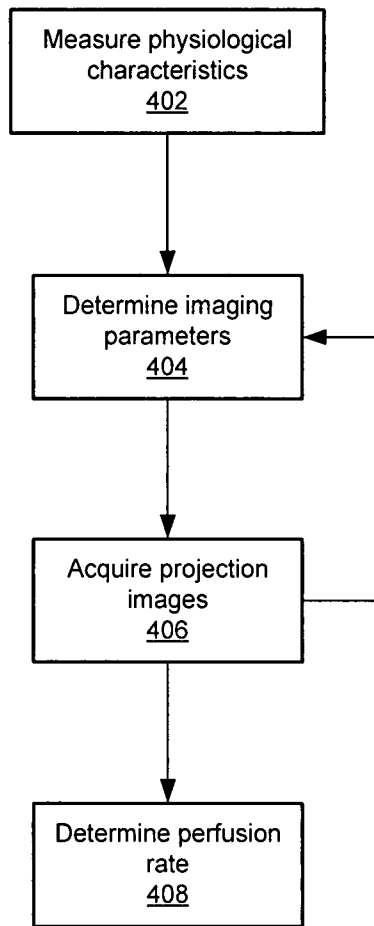 Measure physiological
characteristics
402
Determine imaging
parameters
404
Acquire projection
images
406
Determine perfusion
rate
408